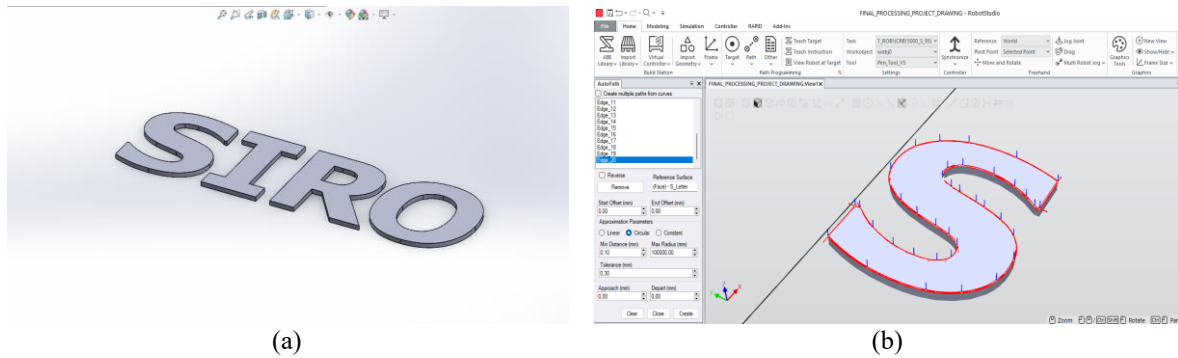 SIRO
(a)
FINAL_PROCESSING_PROJECT_DRAWING - RobotStudio
File Home Modeling Simulation Controller RAPID Add-Ins
ABB Library
Import Library
Virtual Controller
Import Geometry
Frame
Target
Path
Other
Teach Target
Teach Instruction
View Robot at Target
Task T_ROB1(CRB15000_5_95)
Workobject wobj0
Tool Pen_Tool_V5
Synchronize
Reference World
Pivot Point Selected Point
Move and Rotate
Jog Joint
Drag
Multi Robot Jog
Graphics Tools
New View
Show/Hide
Frame Size
Build Station
Path Programming
Settings
Controller
Freehand
Graphics
AutoPath
FINAL_PROCESSING_PROJECT_DRAWING:View1
Create multiple paths from curves
Edge_11
Edge_12
Edge_13
Edge_14
Edge_15
Edge_16
Edge_17
Edge_18
Edge_19
Edge_20
Reverse
Reference Surface
Remove
(Face) - S_Letter
Start Offset (mm) End Offset (mm)
0.00 0.00
Approximation Parameters
Linear Circular Constant
Min Distance (mm) Max Radius (mm)
0,10 100000,00
Tolerance (mm)
0,30
Approach (mm) Depart (mm)
0.00 0.00
Clear Close Create
Zoom Ctrl Shift Rotate Ctrl Pan
(b)